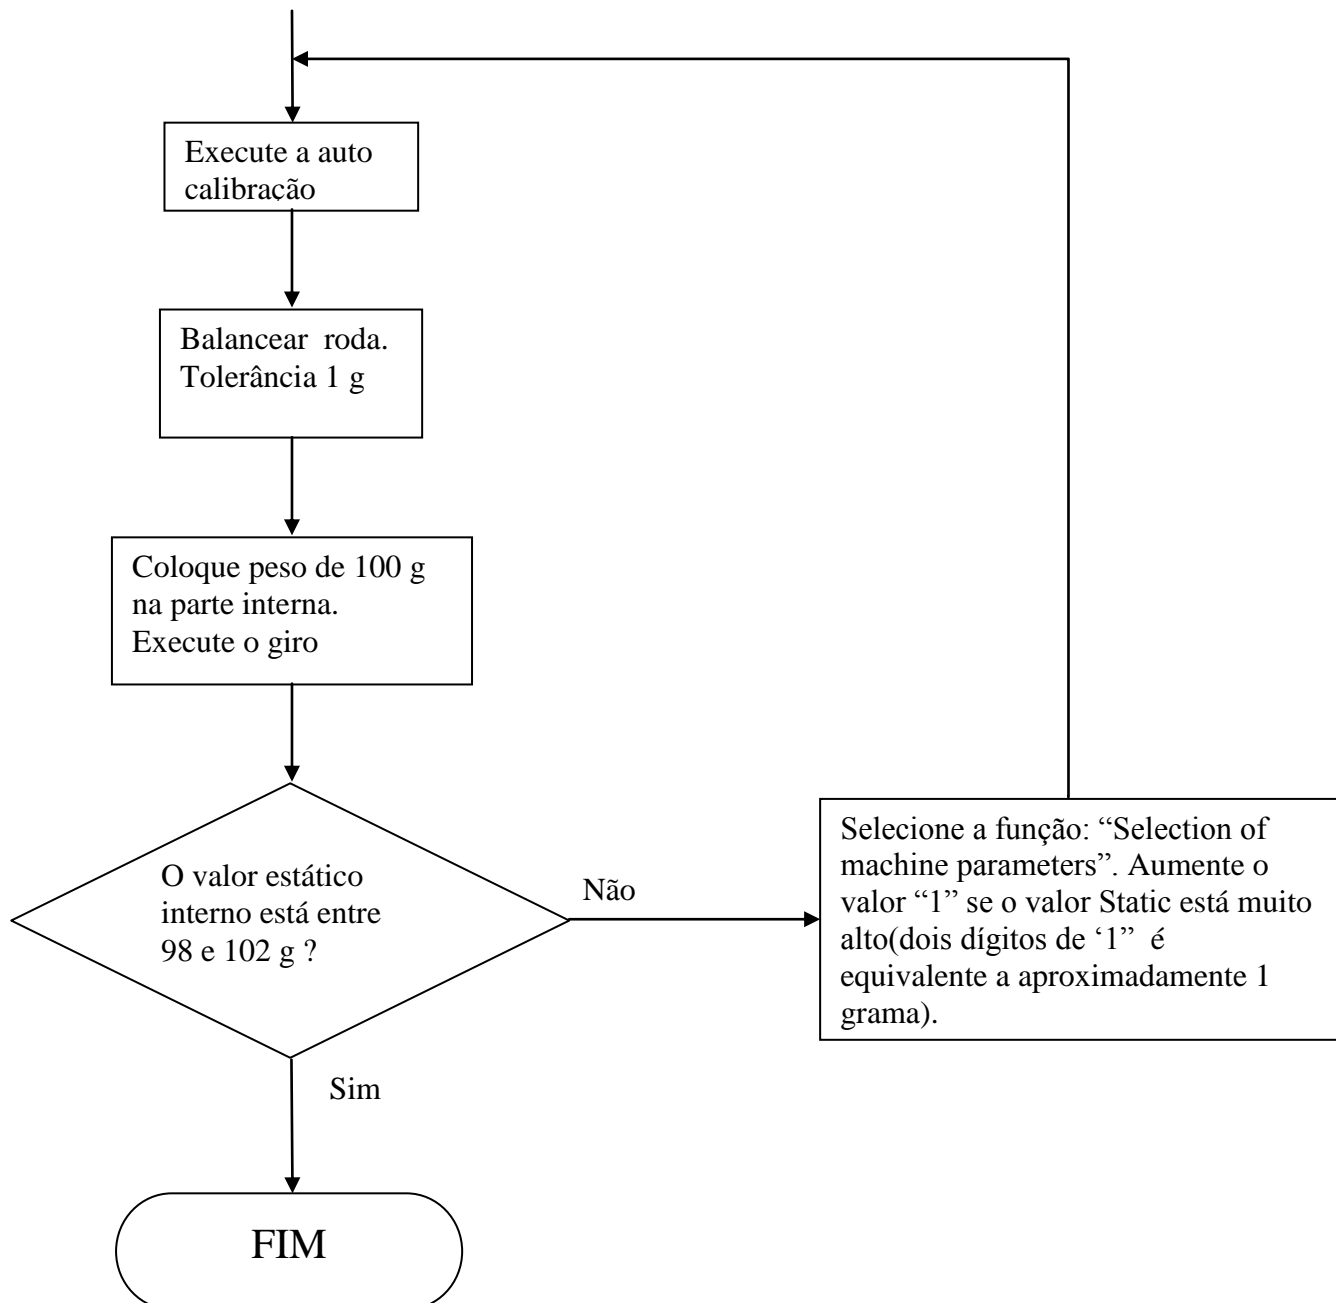 Execute a auto
calibração
Balancear  roda.
Tolerância 1 g
Coloque peso de 100 g
na parte interna.
Execute o giro
O valor estático
interno está entre
98 e 102 g ?
Não
Selecione a função: “Selection of
machine parameters”. Aumente o
valor “1” se o valor Static está muito
alto(dois dígitos de ‘1”  é
equivalente a aproximadamente 1
grama).
Sim
FIM